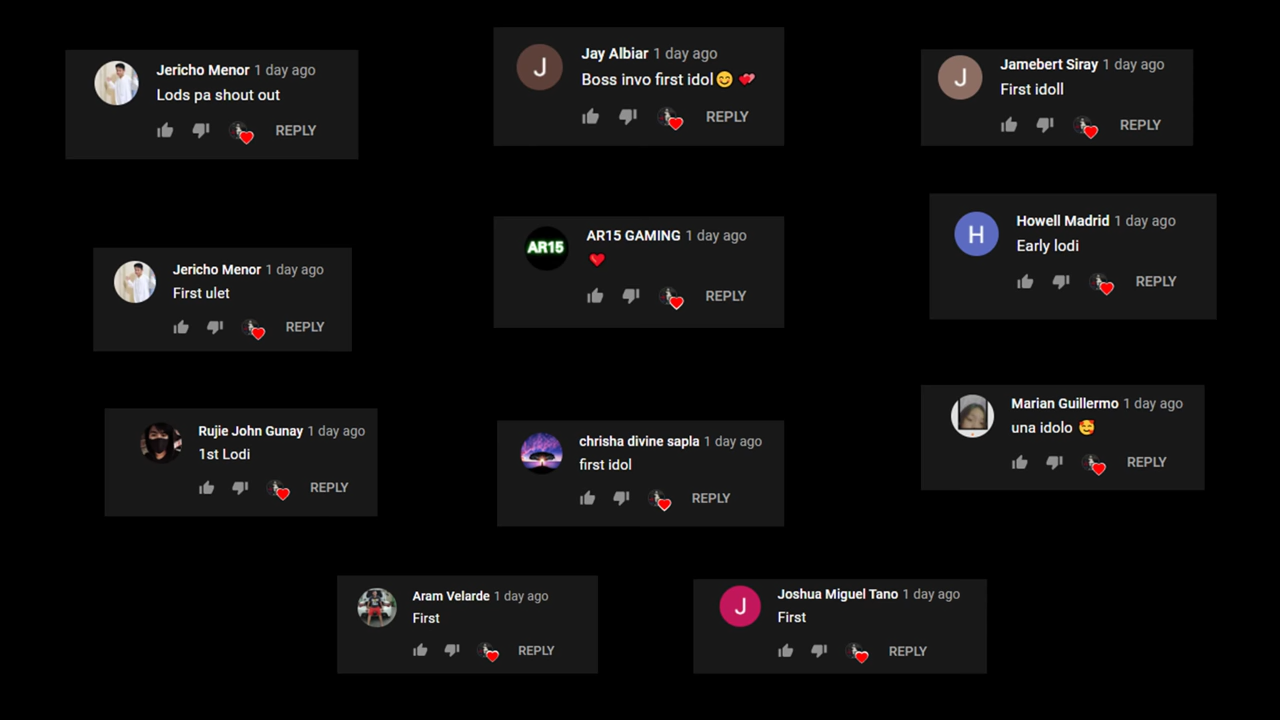 Jericho Menor 1 day ago
Lods pa shout out
REPLY
J
Jay Albiar 1 day ago
Boss invo first idol😊 💕
REPLY
J
Jamebert Siray 1 day ago
First idoll
REPLY
Jericho Menor 1 day ago
First ulet
REPLY
AR15
AR15 GAMING 1 day ago
❤️
REPLY
H
Howell Madrid 1 day ago
Early lodi
REPLY
Rujie John Gunay 1 day ago
1st Lodi
REPLY
chrisha divine sapla 1 day ago
first idol
REPLY
Marian Guillermo 1 day ago
una idolo 🥰
REPLY
Aram Velarde 1 day ago
First
REPLY
J
Joshua Miguel Tano 1 day ago
First
REPLY